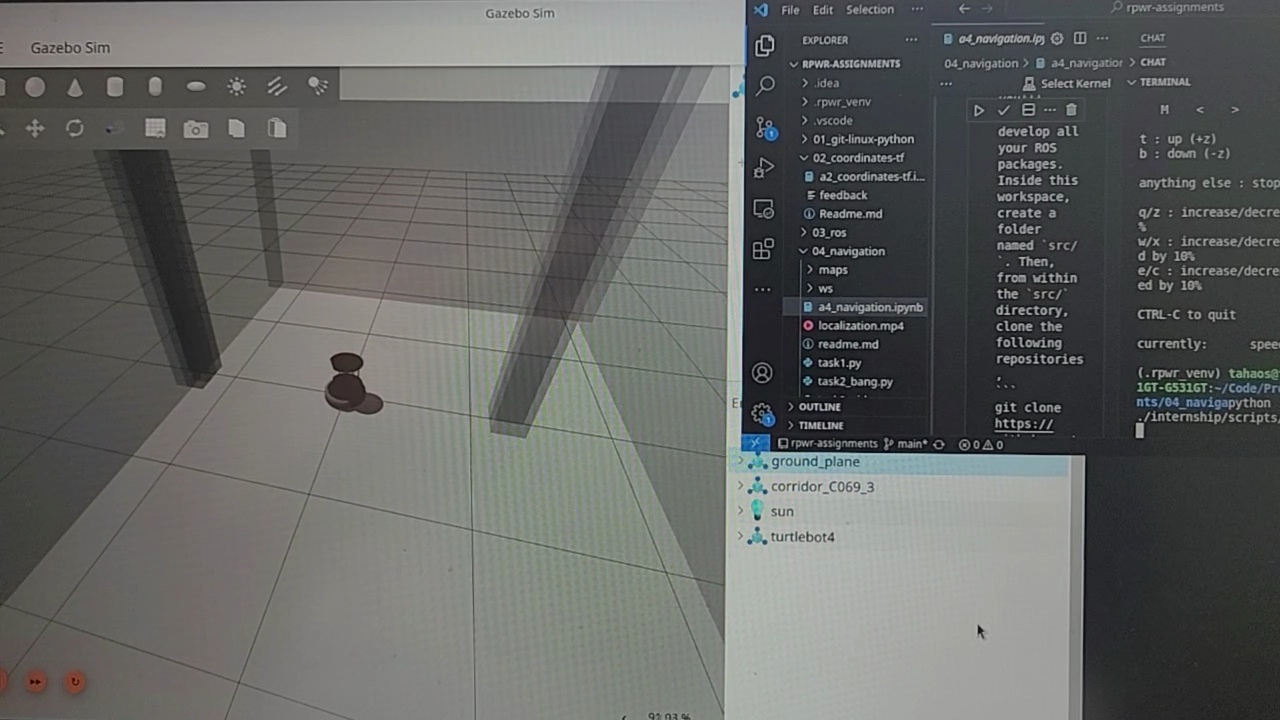 Gazebo Sim
Gazebo Sim
91.03 %
ground_plane
corridor_C069_3
sun
turtlebot4
File Edit Selection ···
rpwr-assignments
EXPLORER ···
RPWR-ASSIGNMENTS
.idea
.rpwr_venv
.vscode
01_git-linux-python
02_coordinates-tf
a2_coordinates-tf.i...
feedback
Readme.md
03_ros
04_navigation
maps
ws
a4_navigation.ipynb
localization.mp4
readme.md
task1.py
task2_bang.py
OUTLINE
TIMELINE
rpwr-assignments main* 0 0
a4_navigation.ipy
04_navigation > a4_navigation
··· Select Kernel
develop all
your ROS
packages.
Inside this
workspace,
create a
folder
named `src/
`. Then,
from within
the `src/`
directory,
clone the
following
repositories
:
```
git clone
https://
CHAT
CHAT
TERMINAL
M < >
t : up (+z)
b : down (-z)
anything else : stop
q/z : increase/decre
%
w/x : increase/decre
d by 10%
e/c : increase/decre
ed by 10%
CTRL-C to quit
currently: spee
(.rpwr_venv) tahaos@
1GT-G531GT:~/Code/Pr
nts/04_navigapython
./internship/scripts/